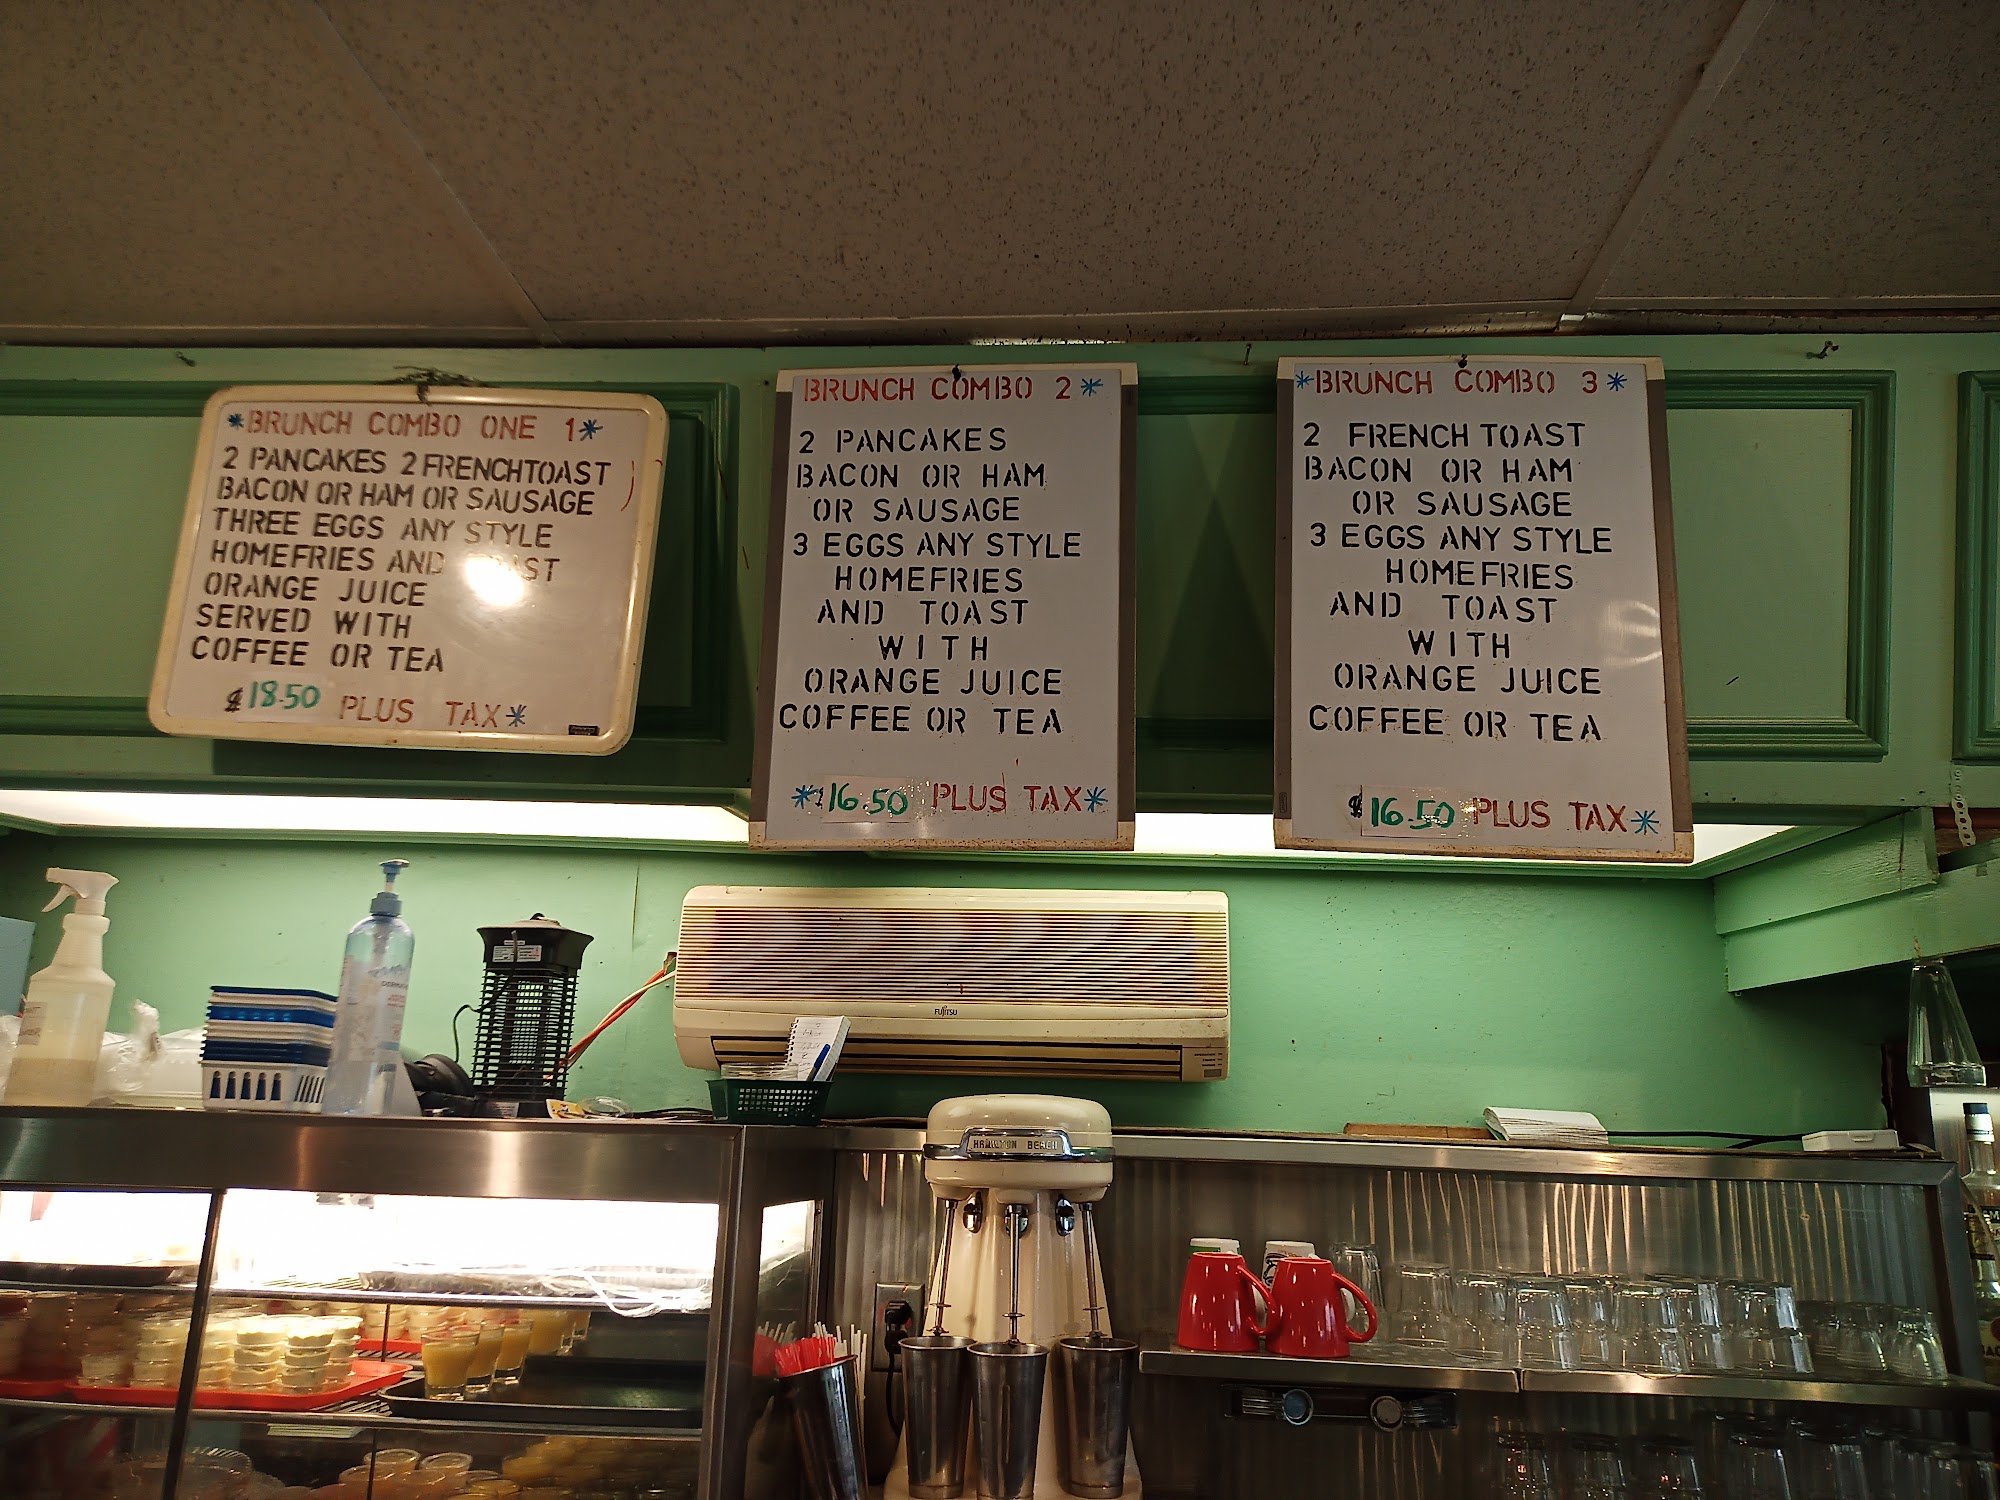 *BRUNCH COMBO ONE 1*
2 PANCAKES 2 FRENCHTOAST
BACON OR HAM OR SAUSAGE
THREE EGGS ANY STYLE
HOMEFRIES AND TOAST
ORANGE JUICE
SERVED WITH
COFFEE OR TEA
$18.50 PLUS TAX*
BRUNCH COMBO 2*
2 PANCAKES
BACON OR HAM
OR SAUSAGE
3 EGGS ANY STYLE
HOMEFRIES
AND TOAST
WITH
ORANGE JUICE
COFFEE OR TEA
*$16.50 PLUS TAX*
*BRUNCH COMBO 3*
2 FRENCH TOAST
BACON OR HAM
OR SAUSAGE
3 EGGS ANY STYLE
HOMEFRIES
AND TOAST
WITH
ORANGE JUICE
COFFEE OR TEA
$16.50 PLUS TAX*
FUJITSU
HAMILTON BEACH